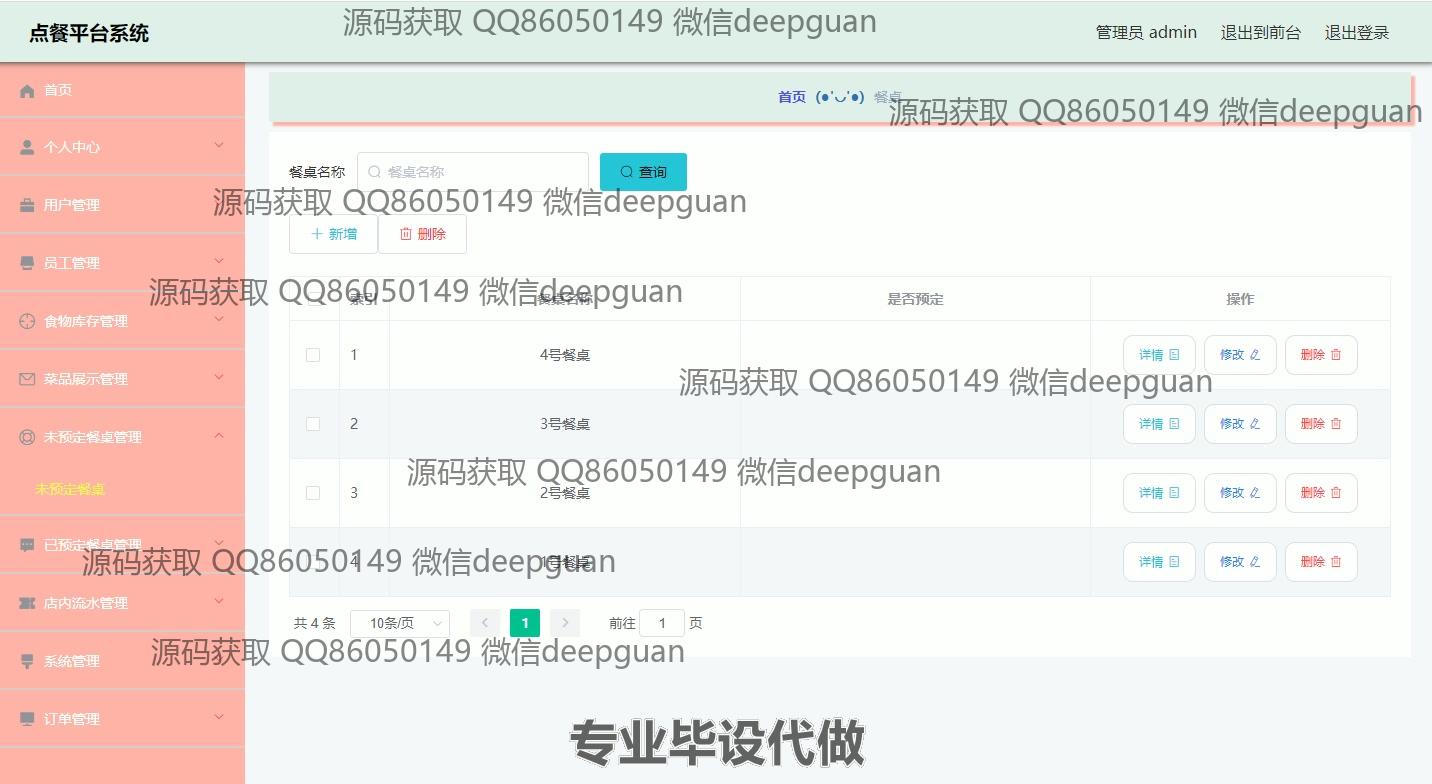 点餐平台系统
源码获取 QQ86050149 微信deepguan
管理员 admin 退出到前台 退出登录
首页
首页 (●'◡'●) 餐桌
源码获取 QQ86050149 微信deepguan
个人中心
餐桌名称 餐桌名称 查询
用户管理
源码获取 QQ86050149 微信deepguan
新增 删除
员工管理
源码获取 QQ86050149 微信deepguan
索引 餐桌名称 是否预定 操作
食物库存管理
1 4号餐桌 详情 修改 删除
菜品展示管理
源码获取 QQ86050149 微信deepguan
2 3号餐桌 详情 修改 删除
未预定餐桌管理
源码获取 QQ86050149 微信deepguan
未预定餐桌
3 2号餐桌 详情 修改 删除
已预定餐桌管理
源码获取 QQ86050149 微信deepguan
4 1号餐桌 详情 修改 删除
店内流水管理
共 4 条 10条/页 1 前往 1 页
源码获取 QQ86050149 微信deepguan
系统管理
订单管理
专业毕设代做